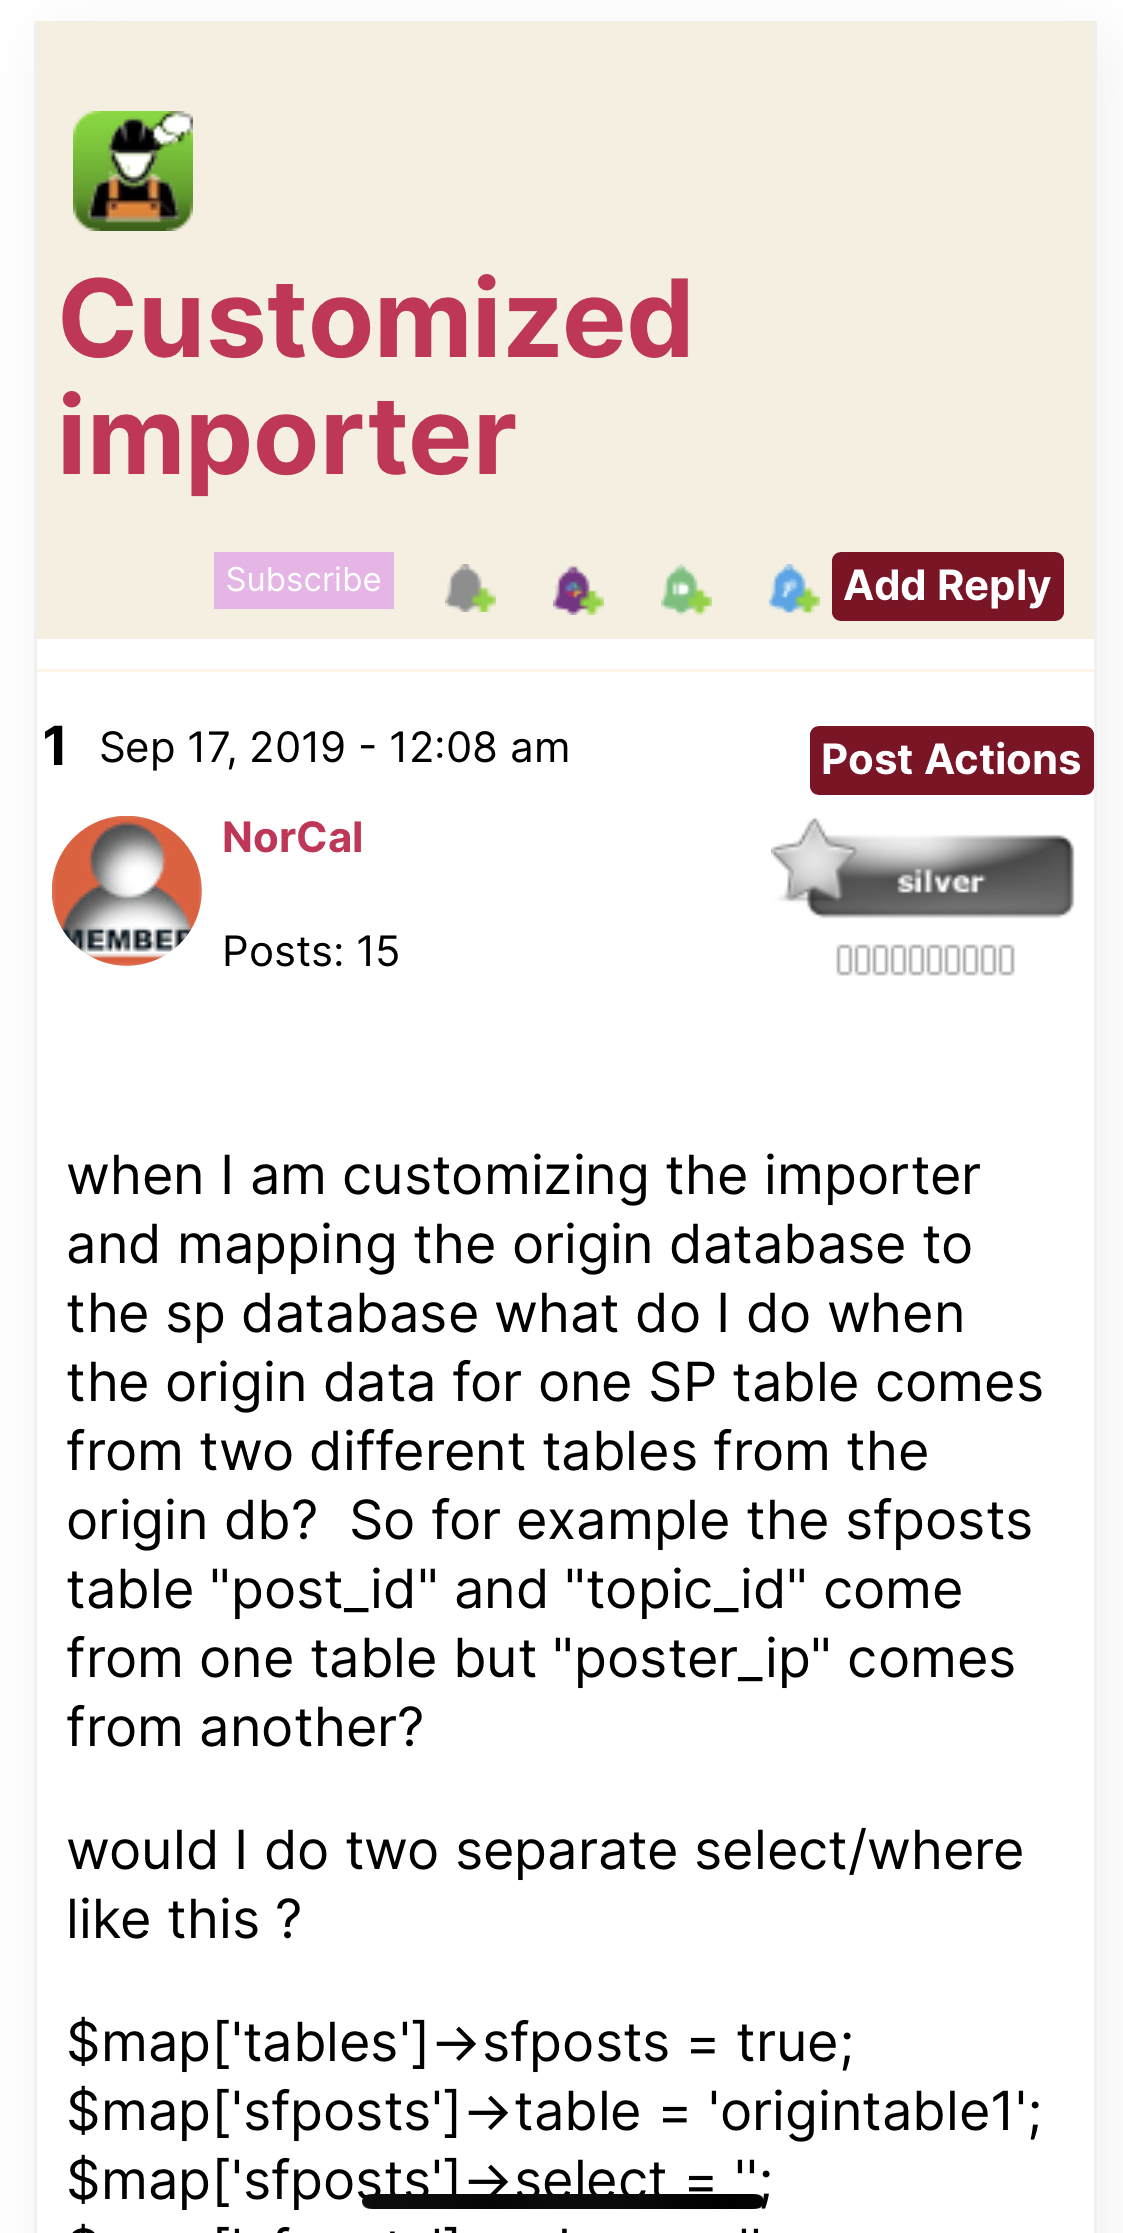 Customized
importer
Subscribe
Add Reply
1 Sep 17, 2019 - 12:08 am
Post Actions
NorCal
silver
MEMBER
Posts: 15
when I am customizing the importer
and mapping the origin database to
the sp database what do I do when
the origin data for one SP table comes
from two different tables from the
origin db?  So for example the sfposts
table "post_id" and "topic_id" come
from one table but "poster_ip" comes
from another?
would I do two separate select/where
like this ?
$map['tables']->sfposts = true;
$map['sfposts']->table = 'origintable1';
$map['sfposts']->select = '';